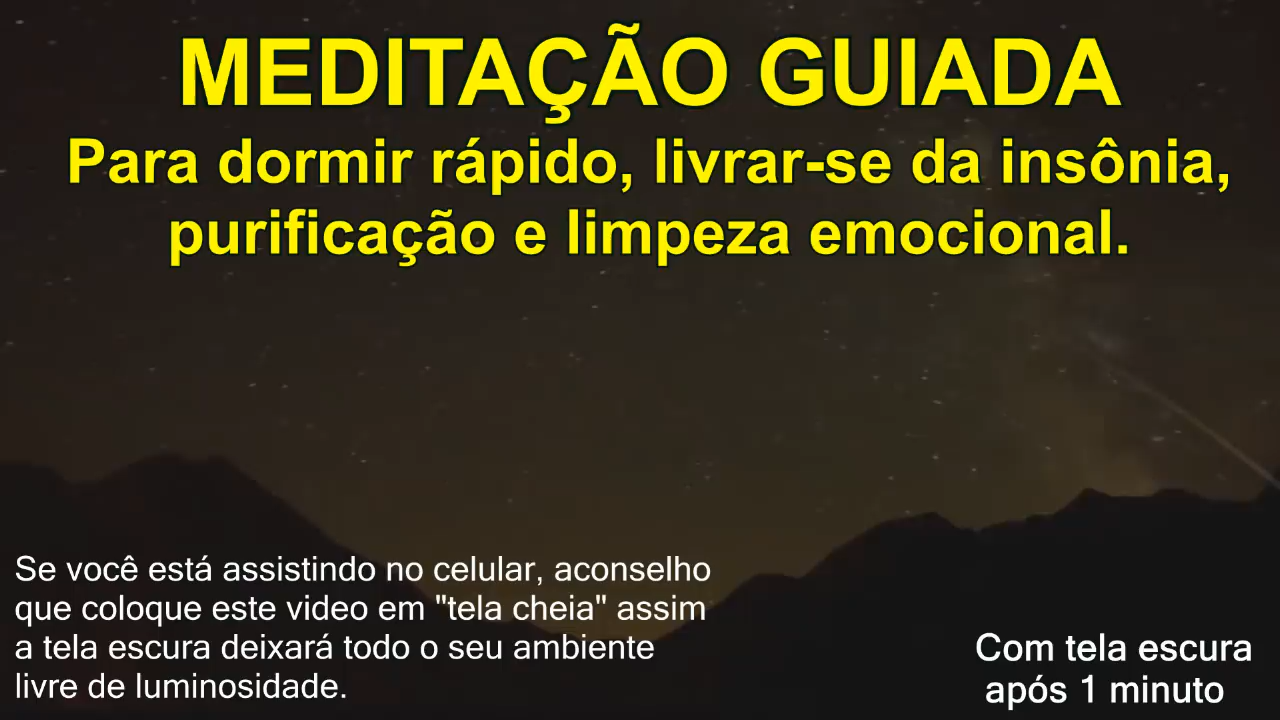 MEDITAÇÃO GUIADA
Para dormir rápido, livrar-se da insônia,
purificação e limpeza emocional.
Se você está assistindo no celular, aconselho
que coloque este video em "tela cheia" assim
a tela escura deixará todo o seu ambiente
livre de luminosidade.
Com tela escura
após 1 minuto